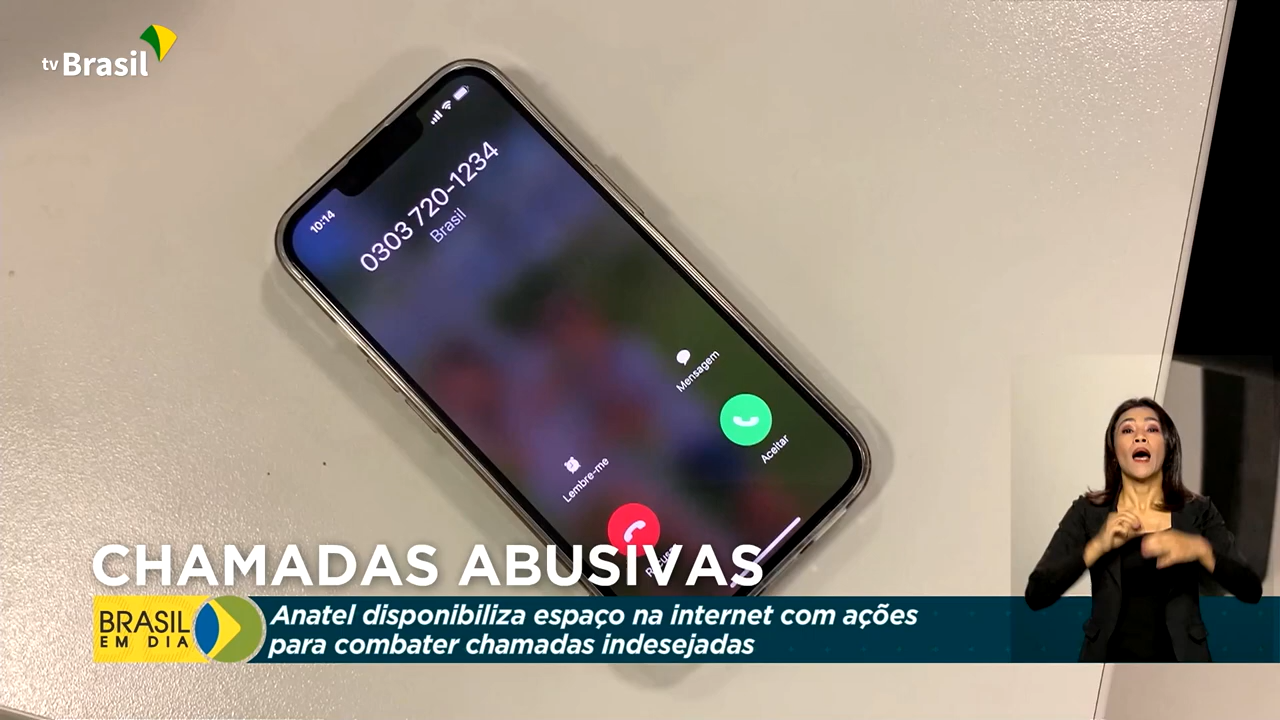 tv Brasil
10:14
0303 720-1234
Brasil
Mensagem
Lembre-me
Aceitar
CHAMADAS ABUSIVAS
BRASIL
EM DIA
Anatel disponibiliza espaço na internet com ações
para combater chamadas indesejadas